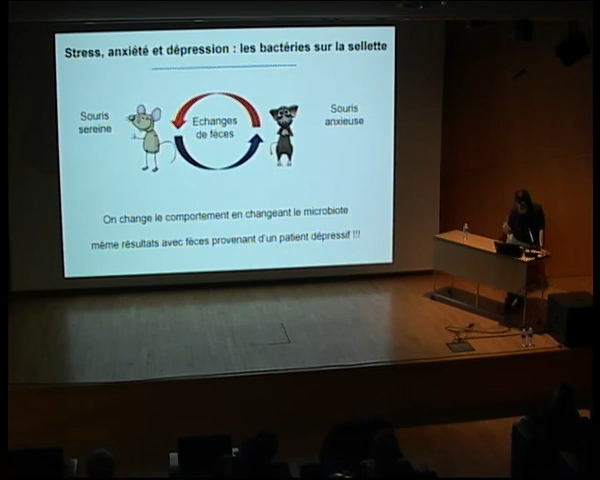 Stress, anxiété et dépression : les bactéries sur la sellette
Souris
sereine
Echanges
de fèces
Souris
anxieuse
On change le comportement en changeant le microbiote
même résultats avec fèces provenant d'un patient dépressif !!!